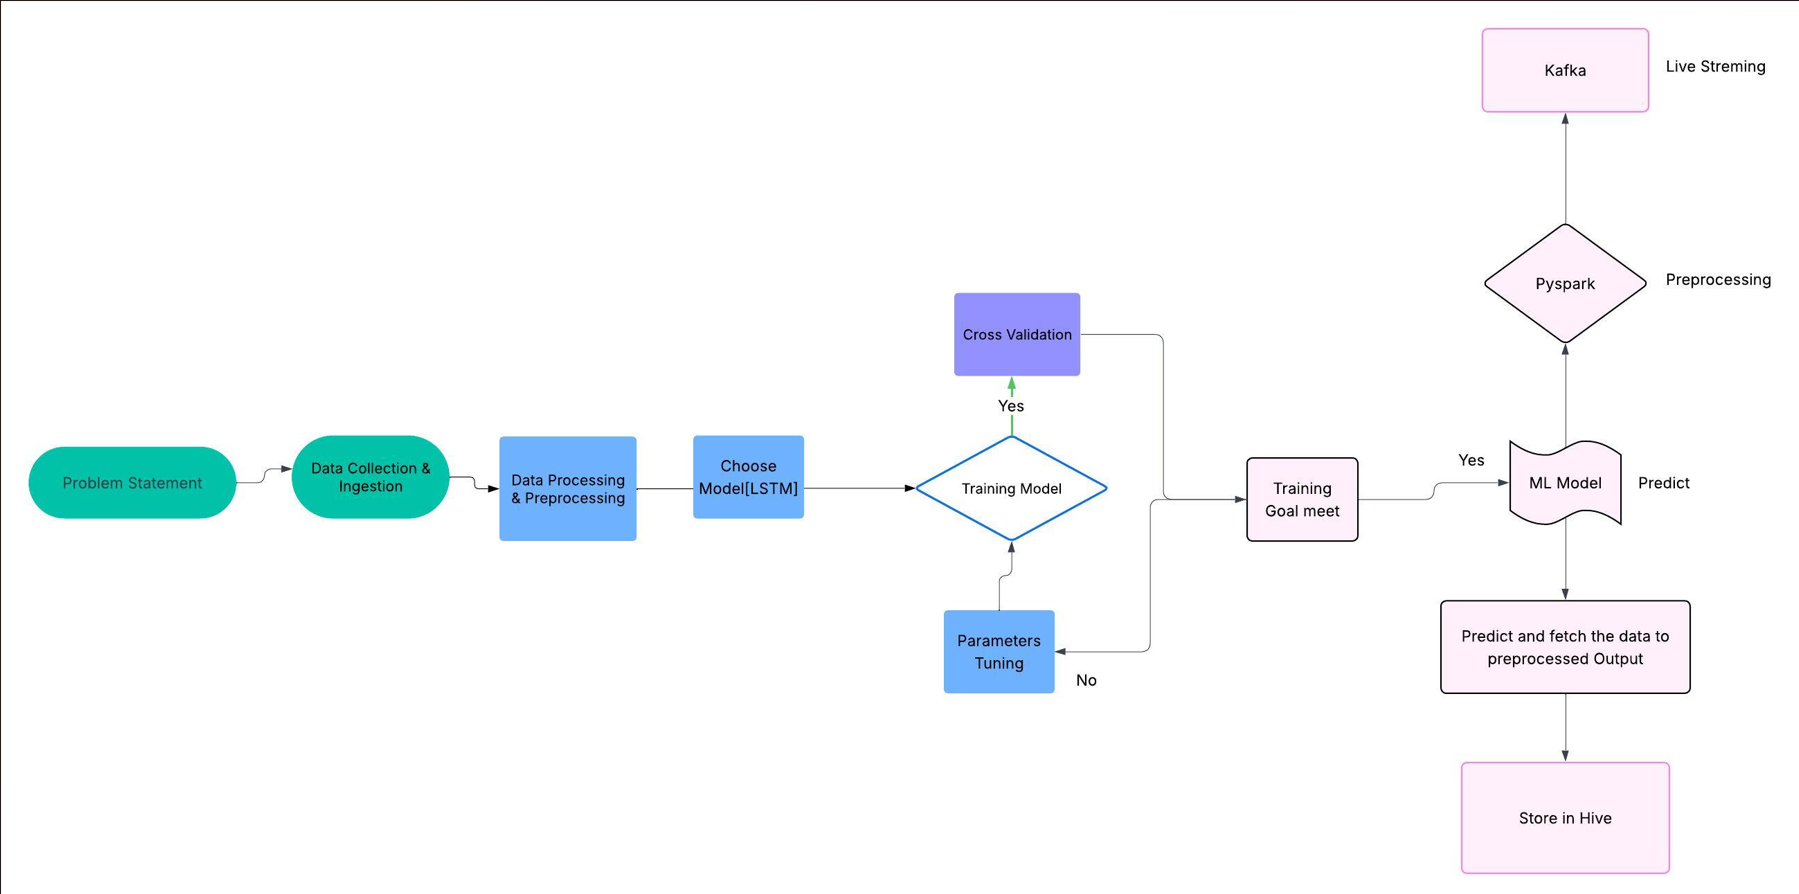 Kafka
Live Streming
Pyspark
Preprocessing
Cross Validation
Yes
Problem Statement
Data Collection &
Ingestion
Data Processing
& Preprocessing
Choose
Model[LSTM]
Training Model
Training
Goal meet
Yes
ML Model
Predict
Parameters
Tuning
No
Predict and fetch the data to
preprocessed Output
Store in Hive